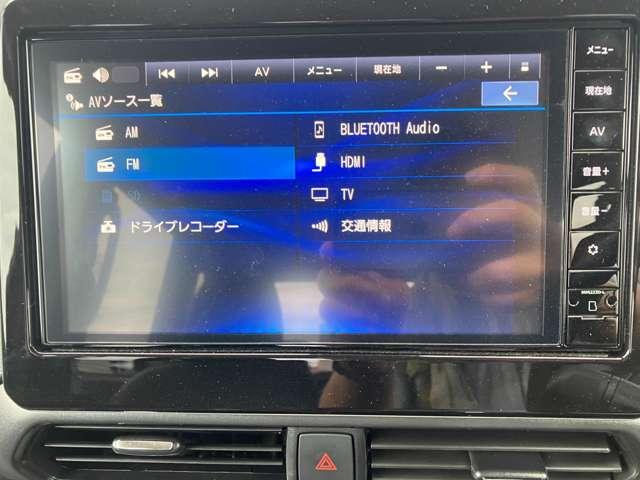 AV メニュー 現在地 − +
AVソース一覧
AM
FM
SD
ドライブレコーダー
BLUETOOTH Audio
HDMI
TV
交通情報
メニュー
現在地
AV
音量+
音量−